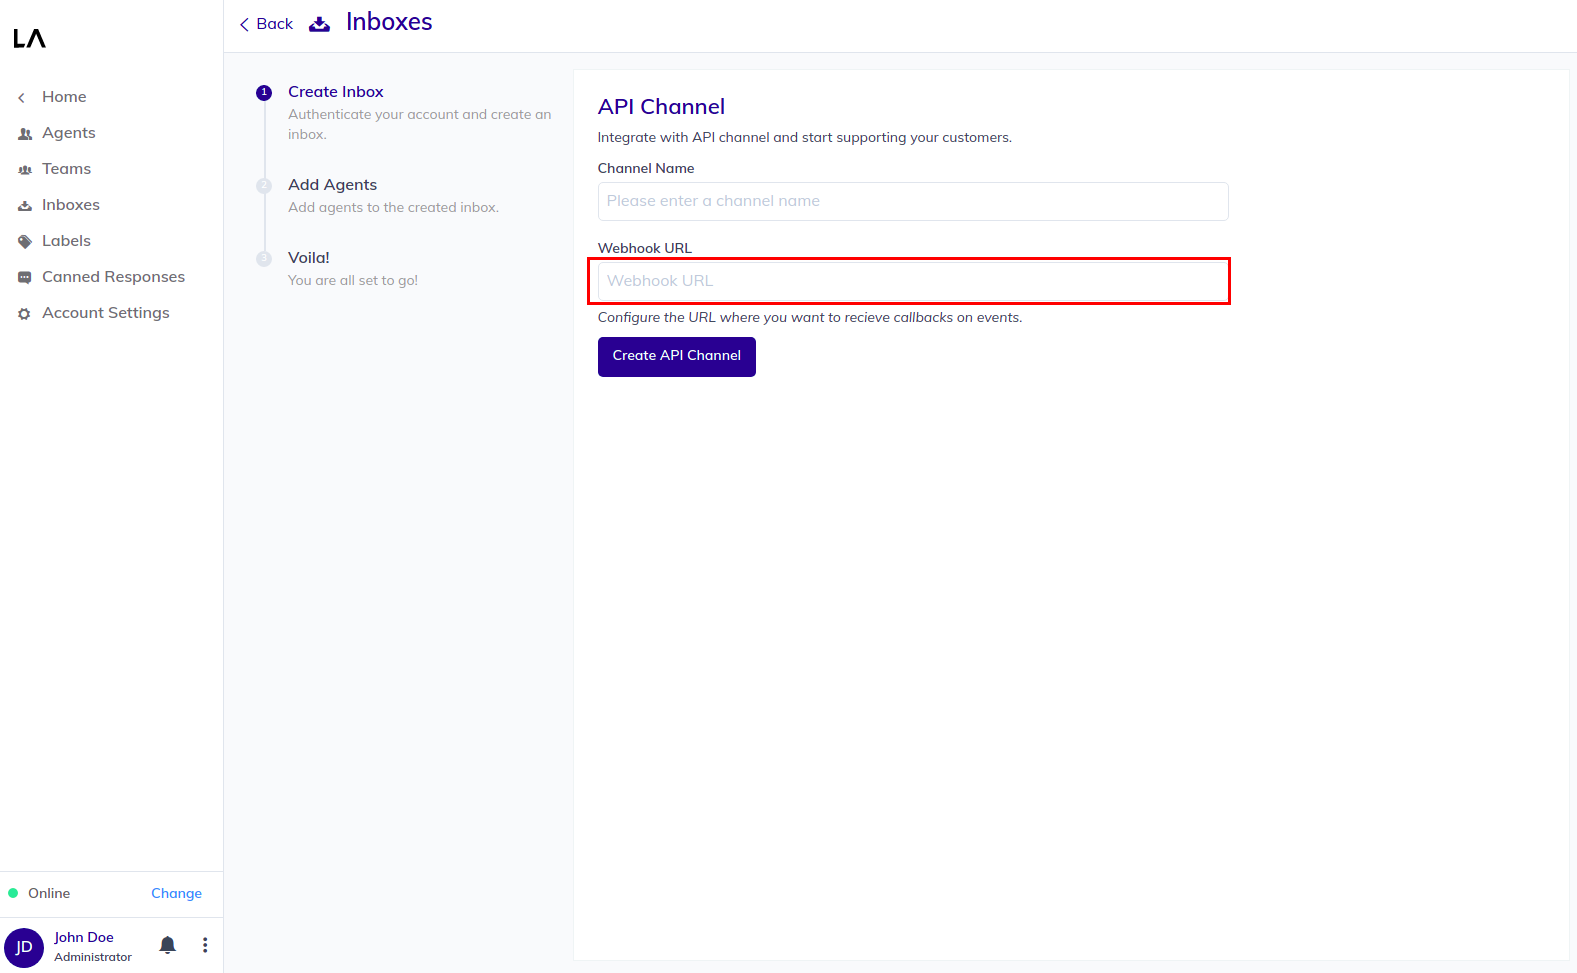 LA
Home
Agents
Teams
Inboxes
Labels
Canned Responses
Account Settings
Online
Change
JD
John Doe
Administrator
Back
Inboxes
1
Create Inbox
Authenticate your account and create an
inbox.
2
Add Agents
Add agents to the created inbox.
3
Voila!
You are all set to go!
API Channel
Integrate with API channel and start supporting your customers.
Channel Name
Please enter a channel name
Webhook URL
Webhook URL
Configure the URL where you want to recieve callbacks on events.
Create API Channel